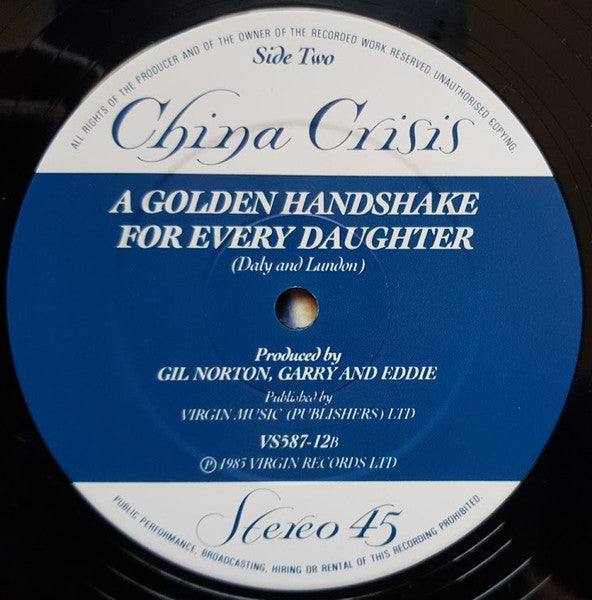 ALL RIGHTS OF THE PRODUCER AND OF THE OWNER OF THE RECORDED WORK RESERVED. UNAUTHORISED COPYING,
Side Two
China Crisis
A GOLDEN HANDSHAKE
FOR EVERY DAUGHTER
(Daly and Lundon)
Produced by
GIL NORTON, GARRY AND EDDIE
Published by
VIRGIN MUSIC (PUBLISHERS) LTD
VS587-12B
℗ 1985 VIRGIN RECORDS LTD
Stereo 45
PUBLIC PERFORMANCE, BROADCASTING, HIRING OR RENTAL OF THIS RECORDING PROHIBITED.